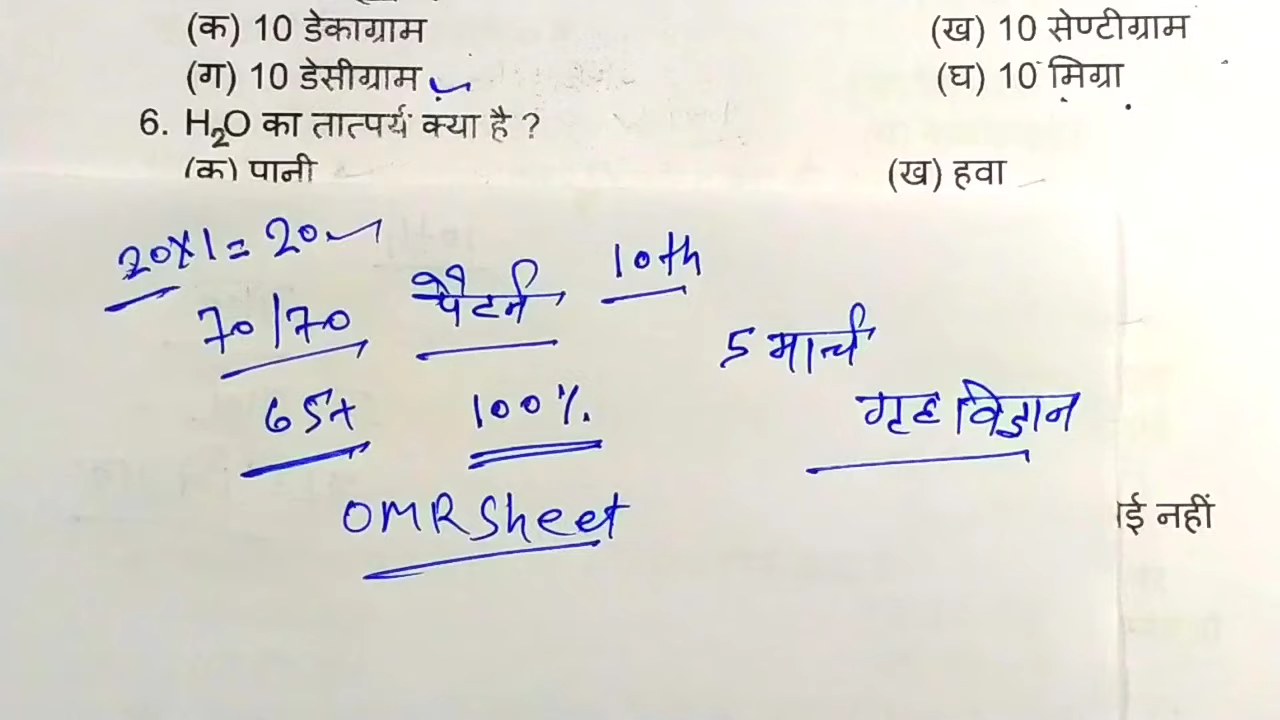 (क) 10 डेकाग्राम (ख) 10 सेण्टीग्राम
(ग) 10 डेसीग्राम (घ) 10 मिग्रा
6. H₂O का तात्पर्य क्या है ?
(क) पानी (ख) हवा
20×1= 20
70/70 पैटर्न 10th
5 मार्च
65+ 100%. गृह विज्ञान
OMR Sheet
ई नहीं